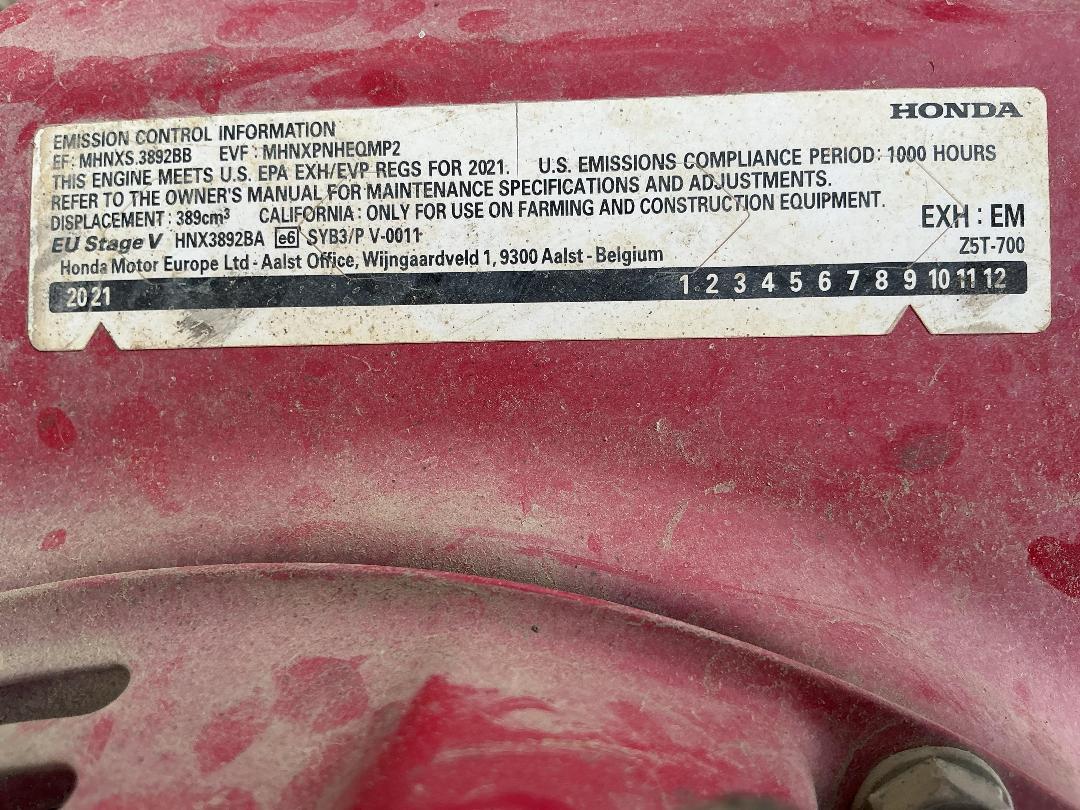 HONDA
EMISSION CONTROL INFORMATION
EF: MHNXS.3892BB EVF: MHNXPNHEQMP2
THIS ENGINE MEETS U.S. EPA EXH/EVP REGS FOR 2021. U.S. EMISSIONS COMPLIANCE PERIOD: 1000 HOURS
REFER TO THE OWNER'S MANUAL FOR MAINTENANCE SPECIFICATIONS AND ADJUSTMENTS.
DISPLACEMENT: 389cm³ CALIFORNIA: ONLY FOR USE ON FARMING AND CONSTRUCTION EQUIPMENT.
EXH: EM
EU Stage V HNX3892BA e6 SYB3/P V-0011
Z5T-700
Honda Motor Europe Ltd - Aalst Office, Wijngaardveld 1, 9300 Aalst - Belgium
2021 1 2 3 4 5 6 7 8 9 10 11 12